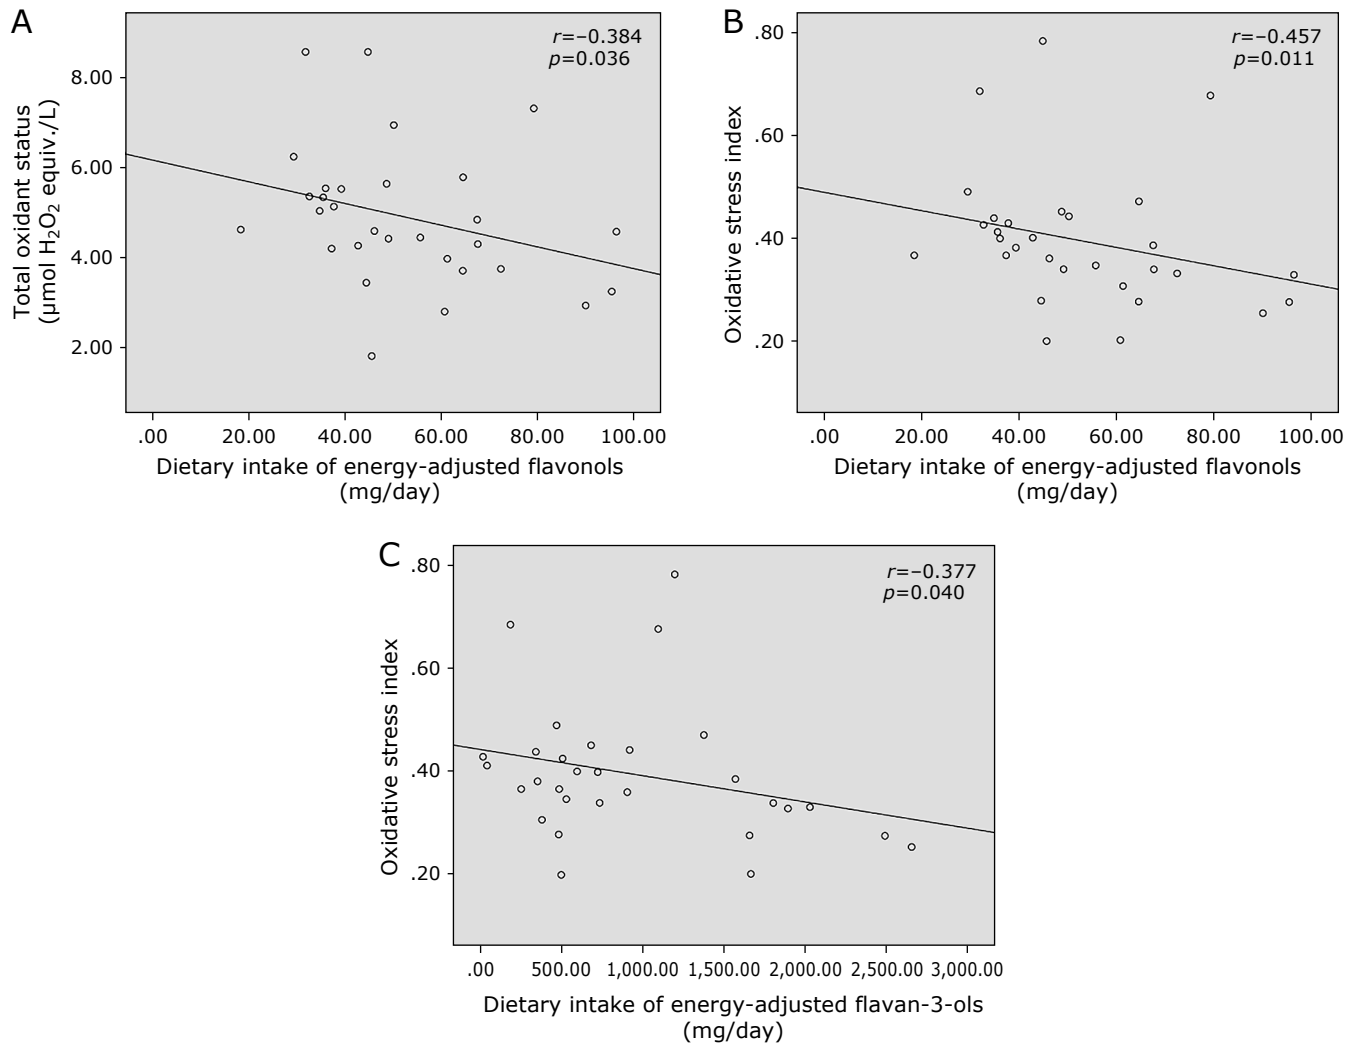 A
r=–0.384
p=0.036
8.00
6.00
4.00
2.00
Total oxidant status
(μmol H₂O₂ equiv./L)
.00 20.00 40.00 60.00 80.00 100.00
Dietary intake of energy-adjusted flavonols
(mg/day)
B
r=–0.457
p=0.011
.80
.60
.40
.20
Oxidative stress index
.00 20.00 40.00 60.00 80.00 100.00
Dietary intake of energy-adjusted flavonols
(mg/day)
C
r=–0.377
p=0.040
.80
.60
.40
.20
Oxidative stress index
.00 500.00 1,000.00 1,500.00 2,000.00 2,500.00 3,000.00
Dietary intake of energy-adjusted flavan-3-ols
(mg/day)